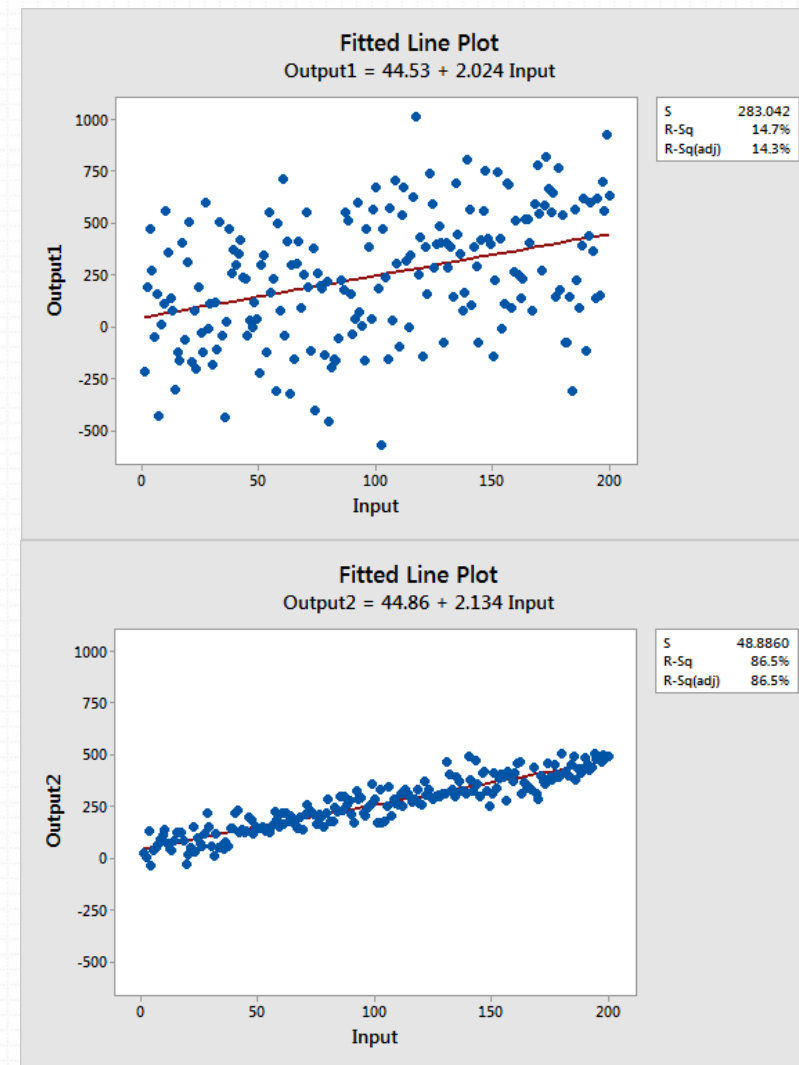 Fitted Line Plot
Output1 = 44.53 + 2.024 Input
S 283.042
R-Sq 14.7%
R-Sq(adj) 14.3%
1000
750
500
250
0
-250
-500
Output1
0 50 100 150 200
Input
Fitted Line Plot
Output2 = 44.86 + 2.134 Input
S 48.8860
R-Sq 86.5%
R-Sq(adj) 86.5%
1000
750
500
250
0
-250
-500
Output2
0 50 100 150 200
Input